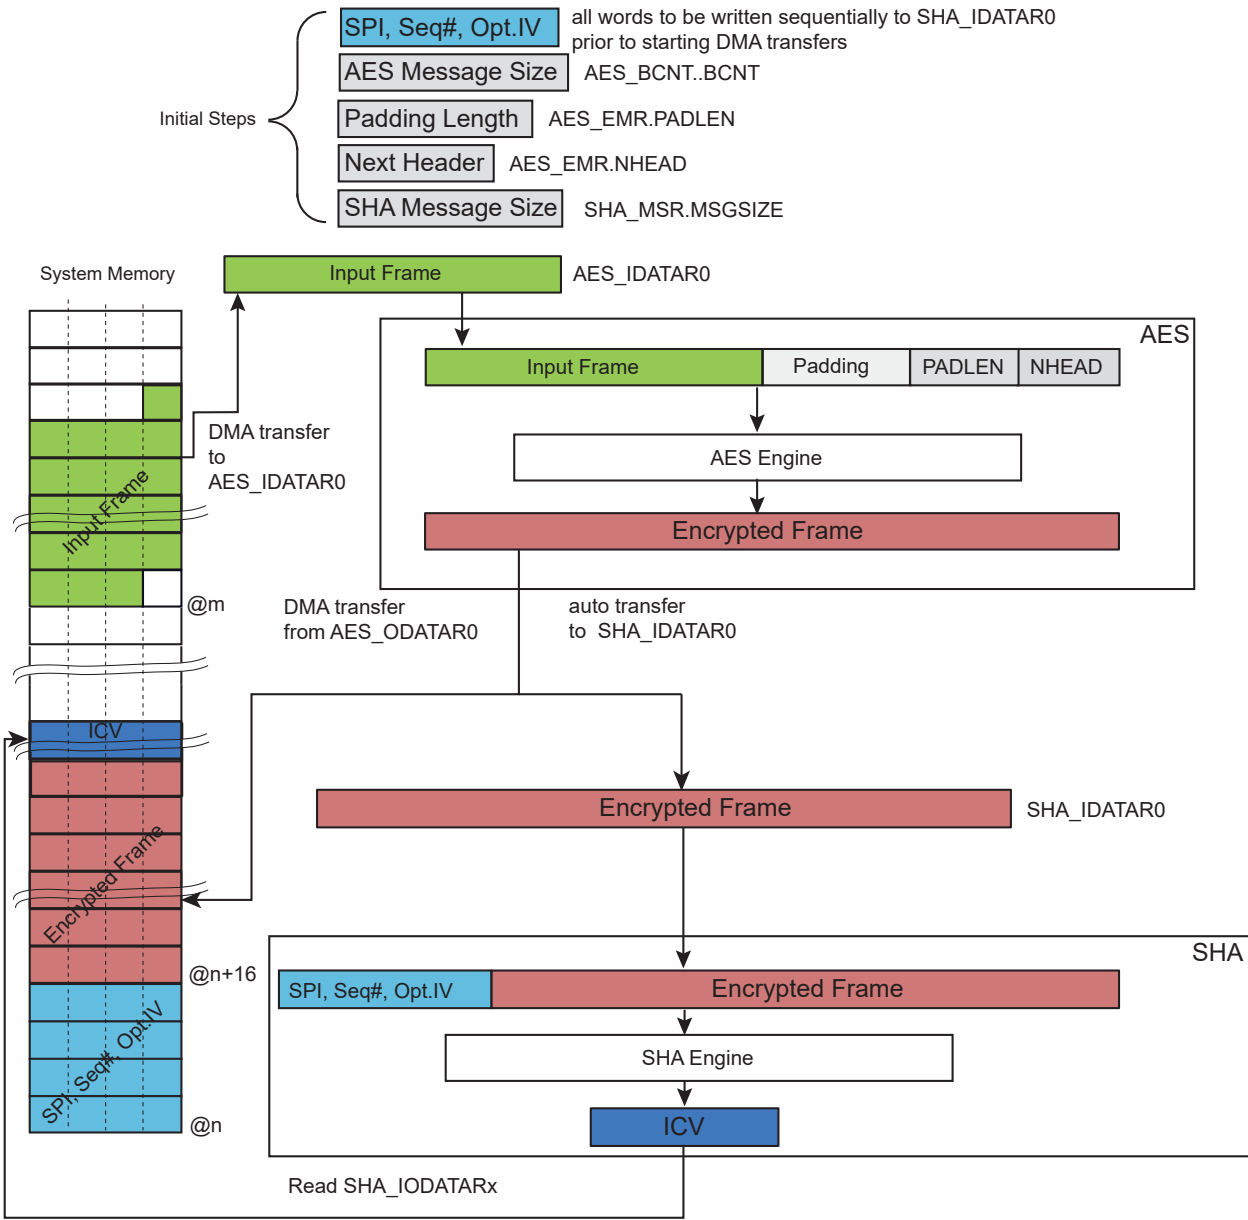 SPI, Seq#, Opt.IV
all words to be written sequentially to SHA_IDATAR0
prior to starting DMA transfers
AES Message Size
AES_BCNT..BCNT
Initial Steps
Padding Length
AES_EMR.PADLEN
Next Header
AES_EMR.NHEAD
SHA Message Size
SHA_MSR.MSGSIZE
System Memory
Input Frame
AES_IDATAR0
AES
Input Frame
Padding
PADLEN
NHEAD
DMA transfer
to
AES_IDATAR0
AES Engine
Input Frame
Encrypted Frame
@m
DMA transfer
from AES_ODATAR0
auto transfer
to SHA_IDATAR0
ICV
Encrypted Frame
SHA_IDATAR0
Encrypted Frame
SHA
@n+16
SPI, Seq#, Opt.IV
Encrypted Frame
SPI, Seq#, Opt.IV
SHA Engine
@n
ICV
Read SHA_IODATARx